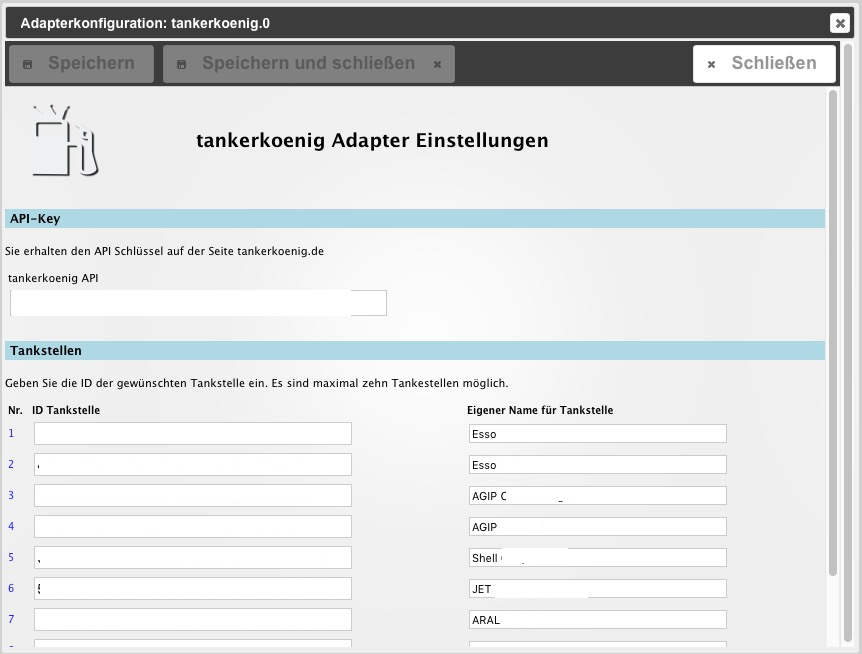 Adapterkonfiguration: tankerkoenig.0
Speichern Speichern und schließen Schließen
tankerkoenig Adapter Einstellungen
API-Key
Sie erhalten den API Schlüssel auf der Seite tankerkoenig.de
tankerkoenig API
Tankstellen
Geben Sie die ID der gewünschten Tankstelle ein. Es sind maximal zehn Tankestellen möglich.
Nr. ID Tankstelle Eigener Name für Tankstelle
1 Esso
2 Esso
3 AGIP
4 AGIP
5 Shell
6 JET
7 ARAL